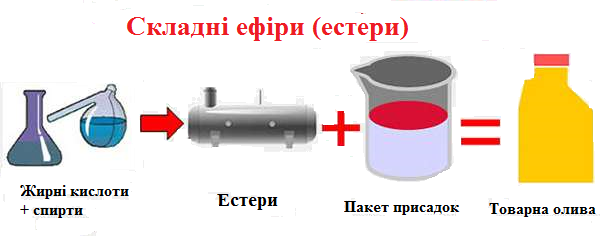 Складні ефіри (естери)
Жирні кислоти
+ спирти
Естери
Пакет присадок
Товарна олива